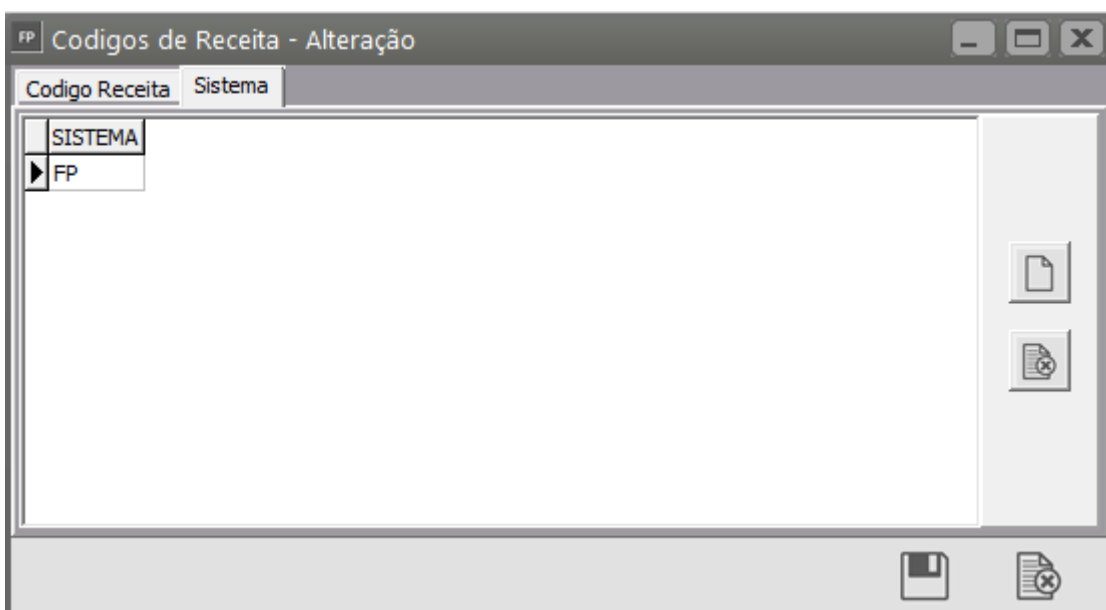 FP Codigos de Receita - Alteração
Codigo Receita Sistema
SISTEMA
FP